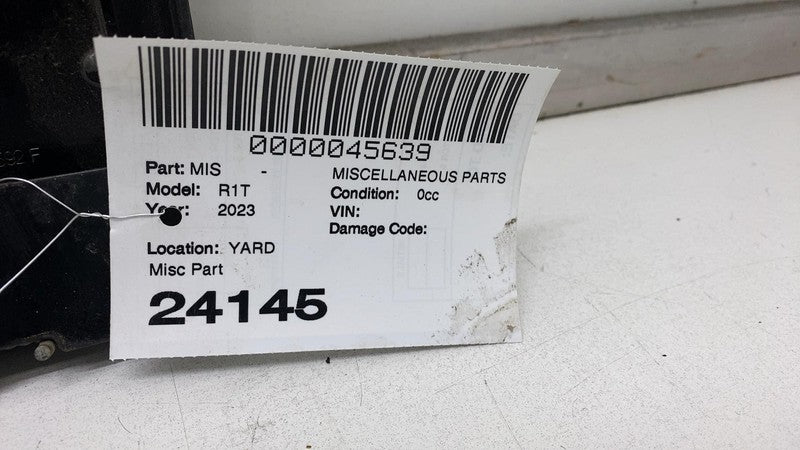 0000045639
Part: MIS - MISCELLANEOUS PARTS
Model: R1T Condition: 0cc
Year: 2023 VIN:
Damage Code:
Location: YARD
Misc Part
24145